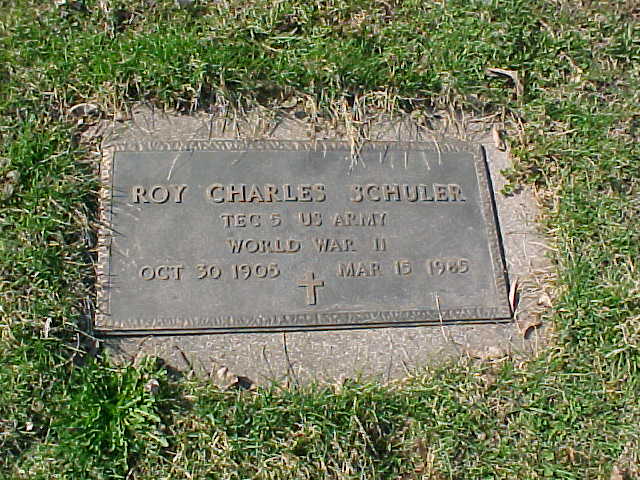 ROY CHARLES SCHULER
TEC 5 US ARMY
WORLD WAR II
OCT 30 1905 MAR 15 1985